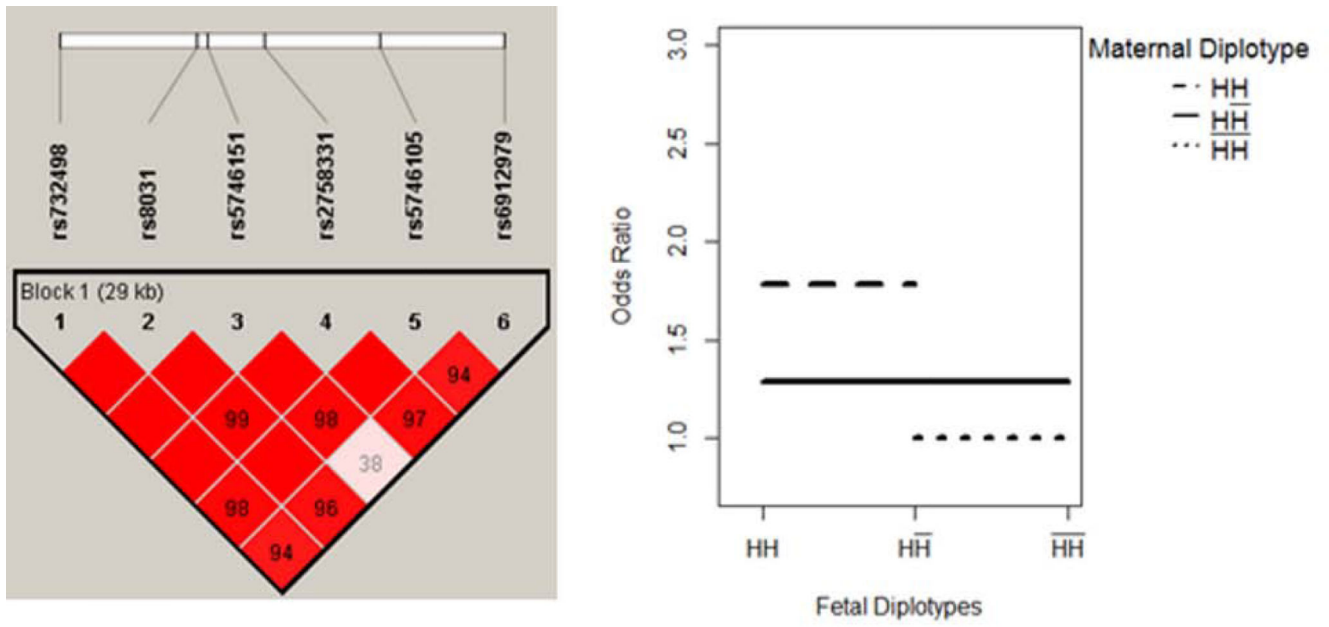 rs732498
rs8031
rs5746151
rs2758331
rs5746105
rs6912979
Block 1 (29 kb)
1 2 3 4 5 6
94
99 98 97
38
98 96
94
3.0
2.5
2.0
1.5
1.0
Odds Ratio
HH HH̅ H̅H̅
Fetal Diplotypes
Maternal Diplotype
HH
HH̅
H̅H̅